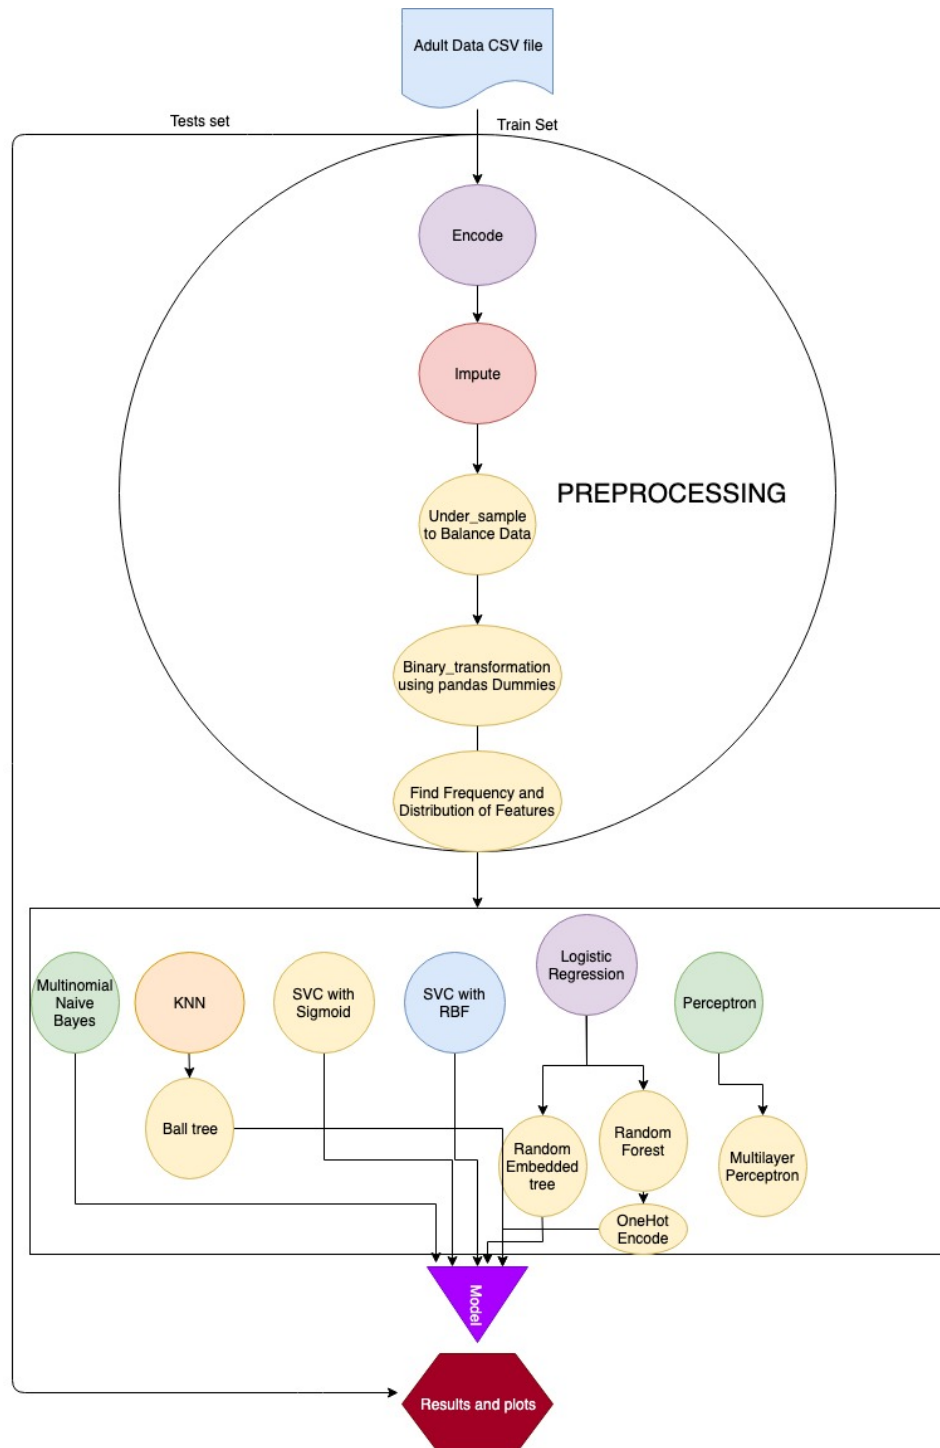 Adult Data CSV file
Tests set
Train Set
Encode
Impute
PREPROCESSING
Under_sample
to Balance Data
Binary_transformation
using pandas Dummies
Find Frequency and
Distribution of Features
Multinomial
Naive
Bayes
KNN
SVC with
Sigmoid
SVC with
RBF
Logistic
Regression
Perceptron
Ball tree
Random
Embedded
tree
Random
Forest
Multilayer
Perceptron
OneHot
Encode
Model
Results and plots